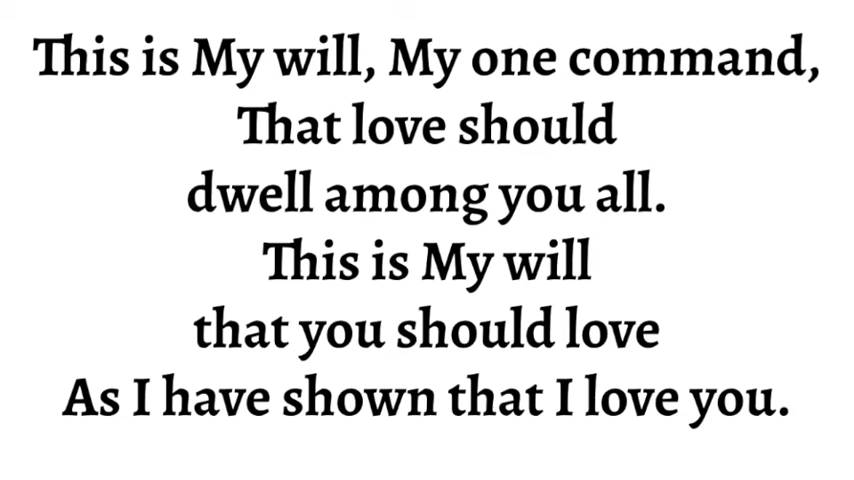 This is My will, My one command,
That love should
dwell among you all.
This is My will
that you should love
As I have shown that I love you.